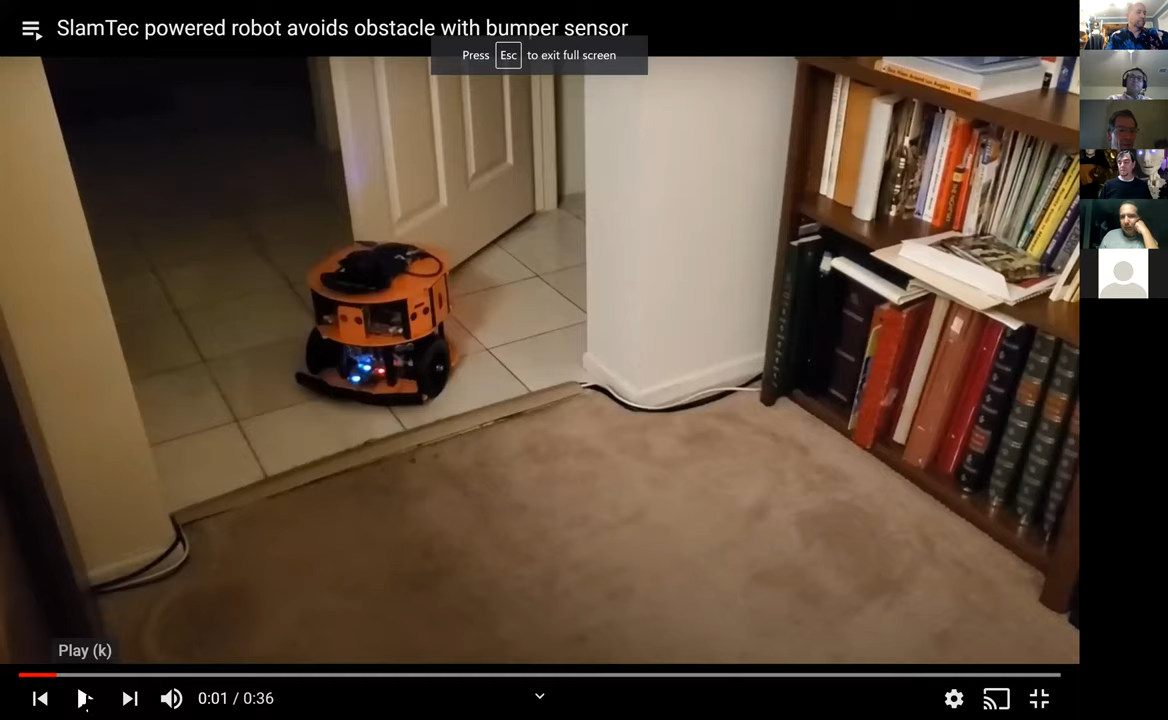 SlamTec powered robot avoids obstacle with bumper sensor
Press Esc to exit full screen
Play (k)
0:01 / 0:36